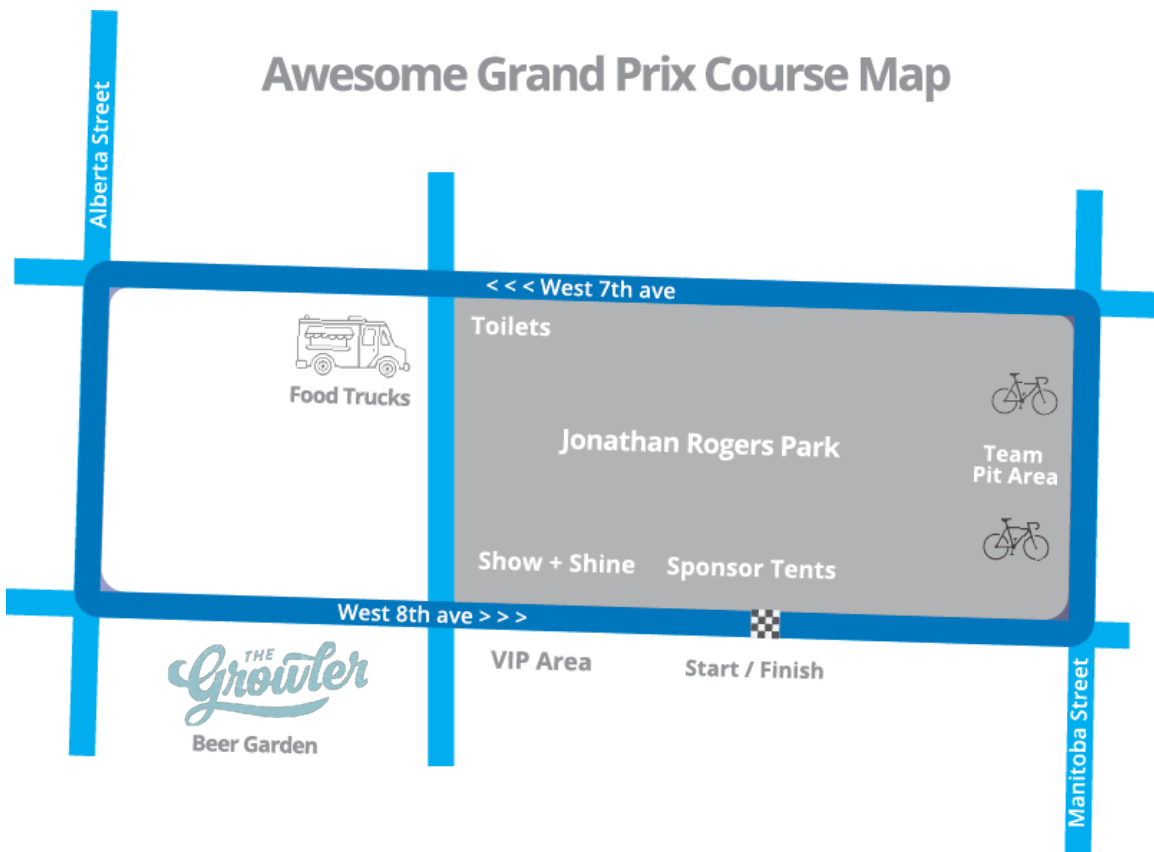 Awesome Grand Prix Course Map
Alberta Street
< < < West 7th ave
Toilets
Food Trucks
Jonathan Rogers Park
Team
Pit Area
Show + Shine
Sponsor Tents
West 8th ave > > >
THE
Growler
Beer Garden
VIP Area
Start / Finish
Manitoba Street